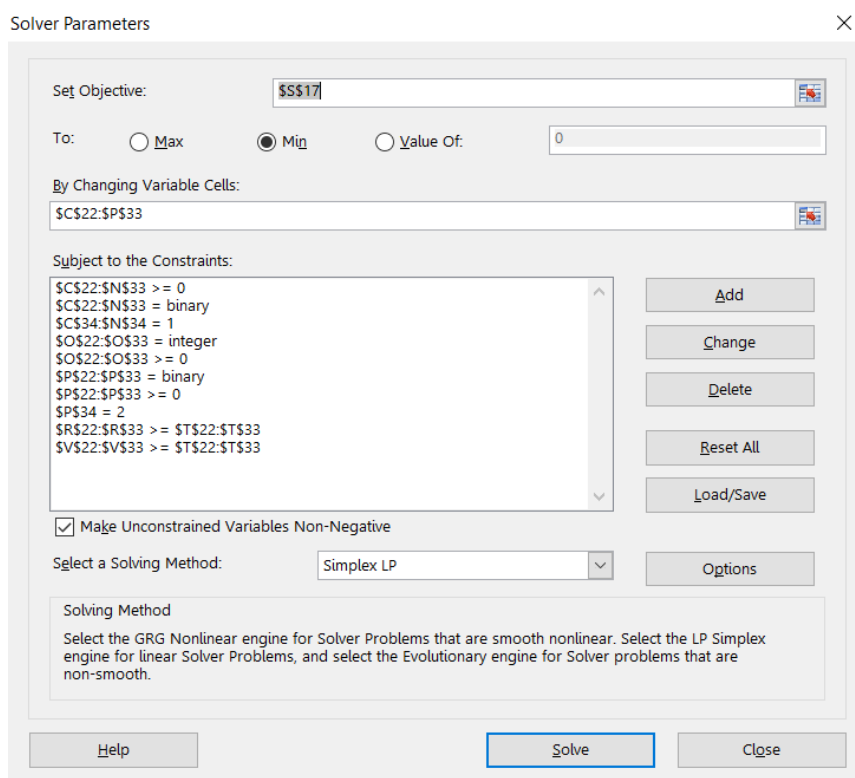 Solver Parameters
Set Objective:
$S$17
To:
Max
Min
Value Of:
0
By Changing Variable Cells:
$C$22:$P$33
Subject to the Constraints:
$C$22:$N$33 >= 0
$C$22:$N$33 = binary
$C$34:$N$34 = 1
$O$22:$O$33 = integer
$O$22:$O$33 >= 0
$P$22:$P$33 = binary
$P$22:$P$33 >= 0
$P$34 = 2
$R$22:$R$33 >= $T$22:$T$33
$V$22:$V$33 >= $T$22:$T$33
Add
Change
Delete
Reset All
Load/Save
Make Unconstrained Variables Non-Negative
Select a Solving Method:
Simplex LP
Options
Solving Method
Select the GRG Nonlinear engine for Solver Problems that are smooth nonlinear. Select the LP Simplex
engine for linear Solver Problems, and select the Evolutionary engine for Solver problems that are
non-smooth.
Help
Solve
Close